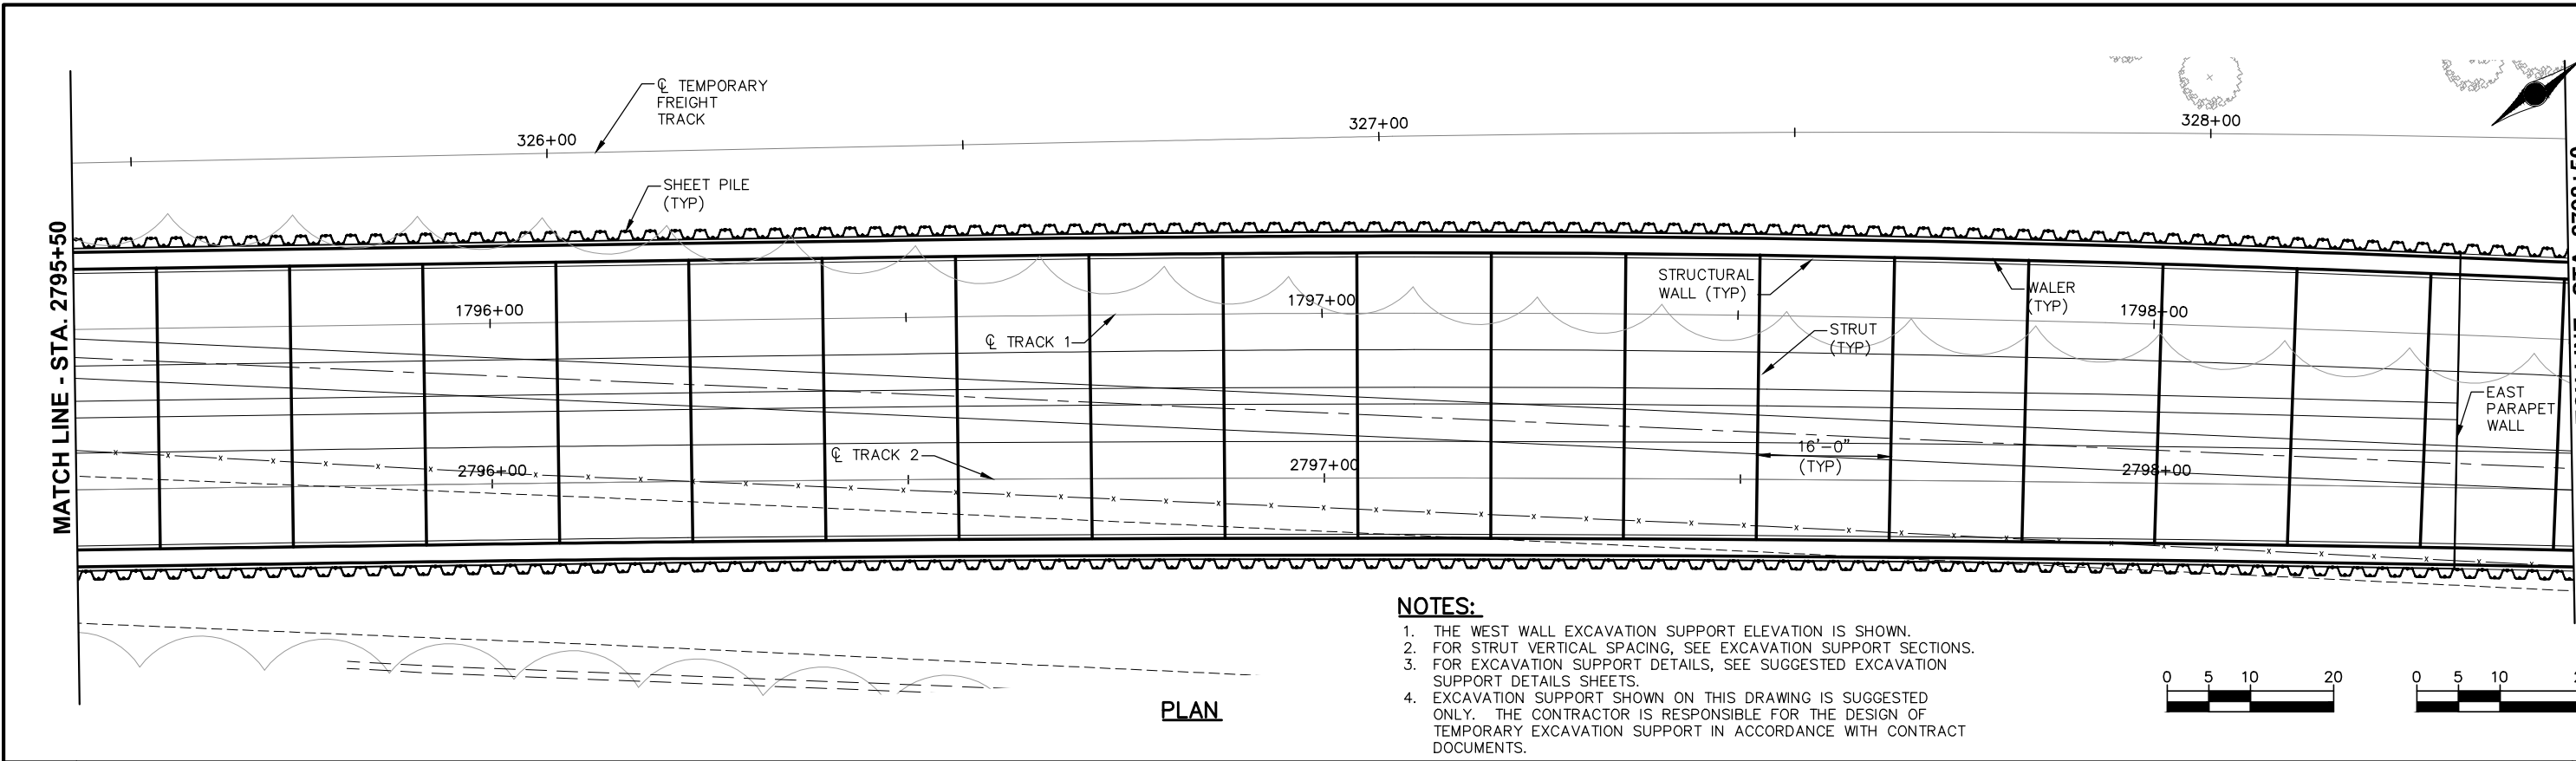 ℄ TEMPORARY
FREIGHT
TRACK
326+00
327+00
328+00
SHEET PILE
(TYP)
MATCH LINE - STA. 2795+50
1796+00
1797+00
1798+00
STRUCTURAL
WALL (TYP)
WALER
(TYP)
℄ TRACK 1
STRUT
(TYP)
EAST
PARAPET
WALL
16'-0"
(TYP)
℄ TRACK 2
2796+00
2797+00
2798+00
NOTES:
1. THE WEST WALL EXCAVATION SUPPORT ELEVATION IS SHOWN.
2. FOR STRUT VERTICAL SPACING, SEE EXCAVATION SUPPORT SECTIONS.
3. FOR EXCAVATION SUPPORT DETAILS, SEE SUGGESTED EXCAVATION
SUPPORT DETAILS SHEETS.
4. EXCAVATION SUPPORT SHOWN ON THIS DRAWING IS SUGGESTED
ONLY. THE CONTRACTOR IS RESPONSIBLE FOR THE DESIGN OF
TEMPORARY EXCAVATION SUPPORT IN ACCORDANCE WITH CONTRACT
DOCUMENTS.
PLAN
0 5 10 20
0 5 10